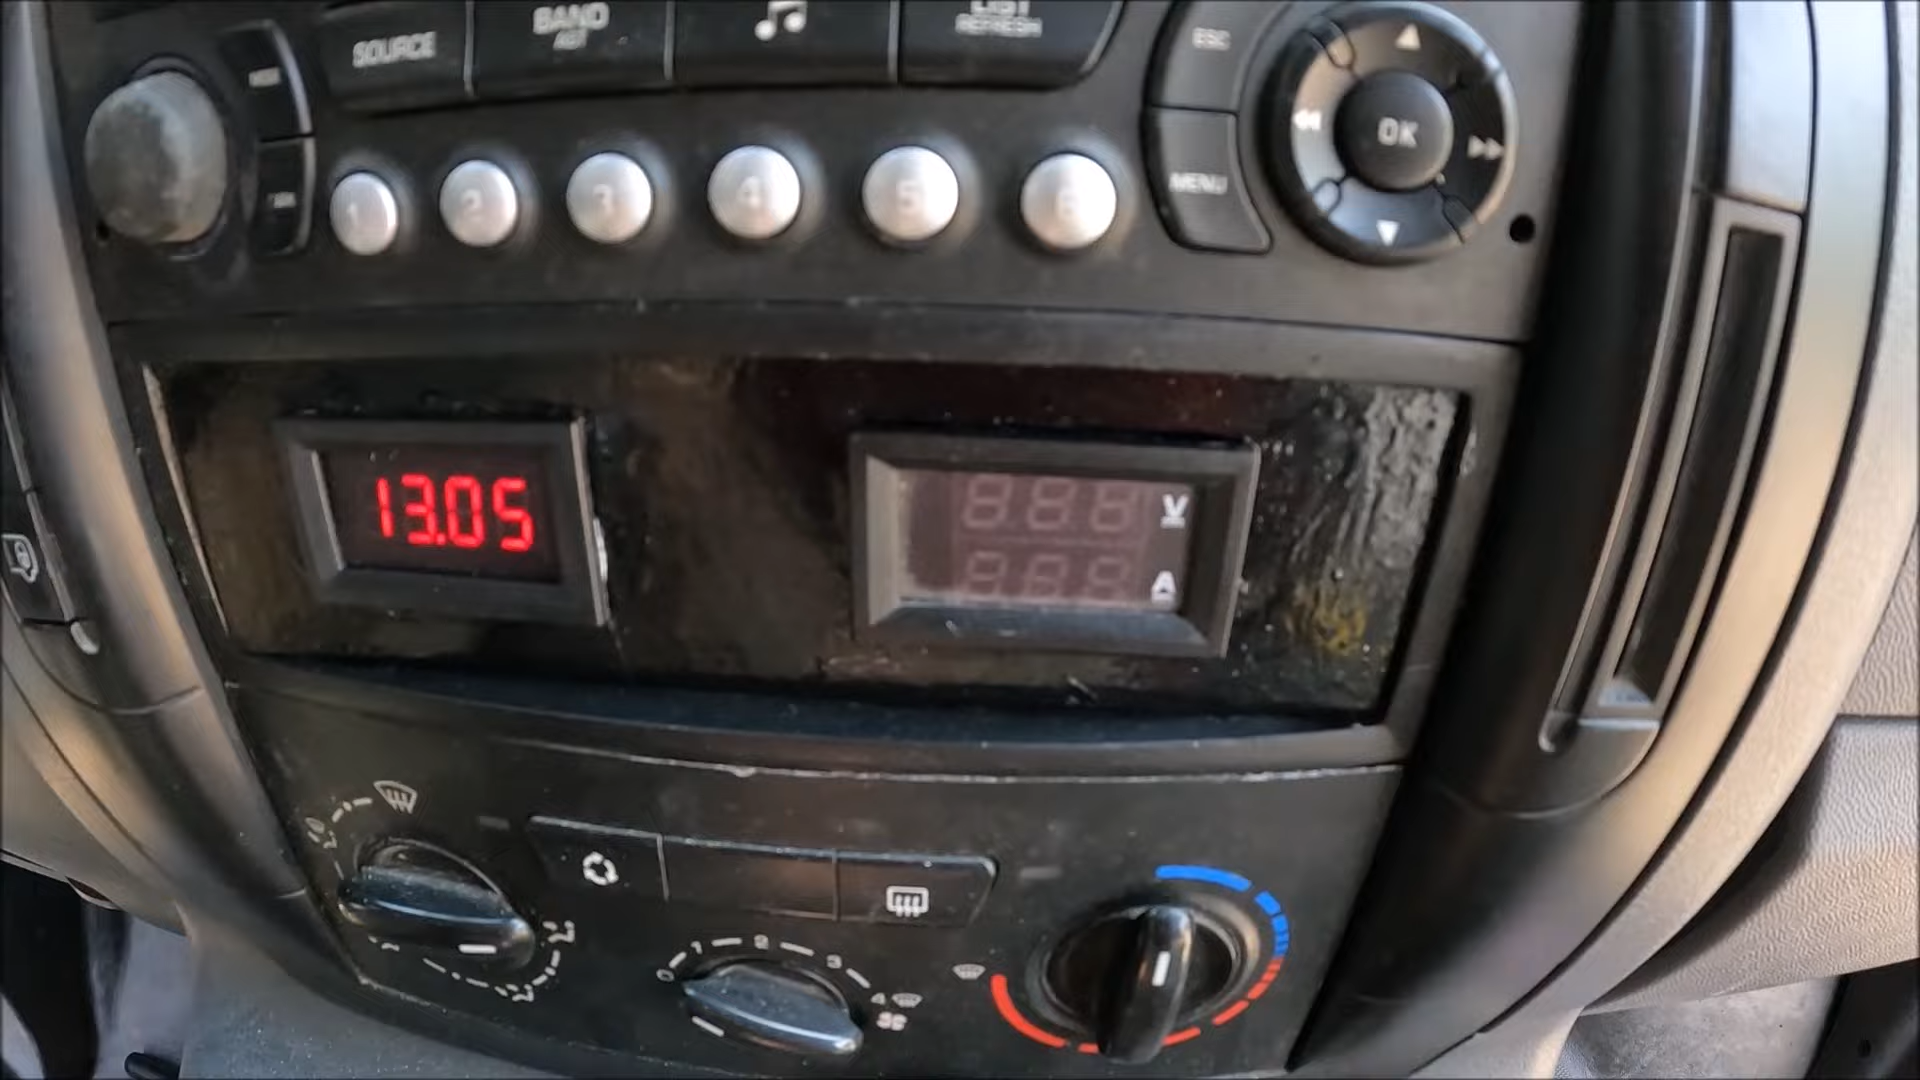 SOURCE
BAND
AST
LIST
REFRESH
ESC
MENU
OK
1
2
3
4
5
6
13.05
V
A
0
1
2
3
4